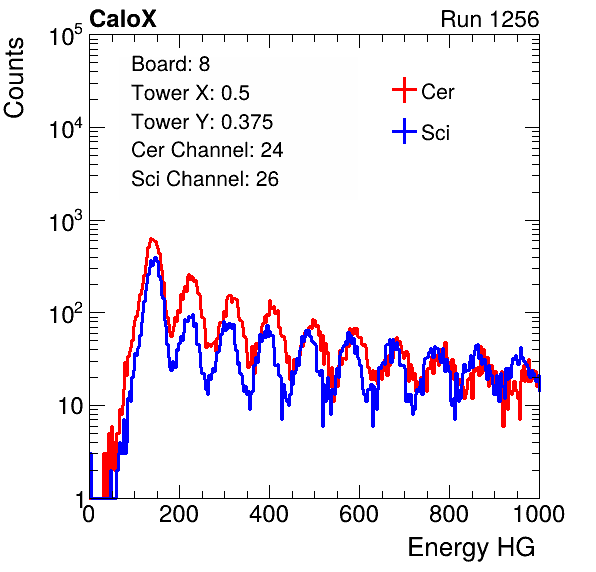 CaloX Run 1256
Counts
10^5
10^4
10^3
10^2
10
1
Board: 8
Tower X: 0.5
Tower Y: 0.375
Cer Channel: 24
Sci Channel: 26
Cer
Sci
0 200 400 600 800 1000
Energy HG